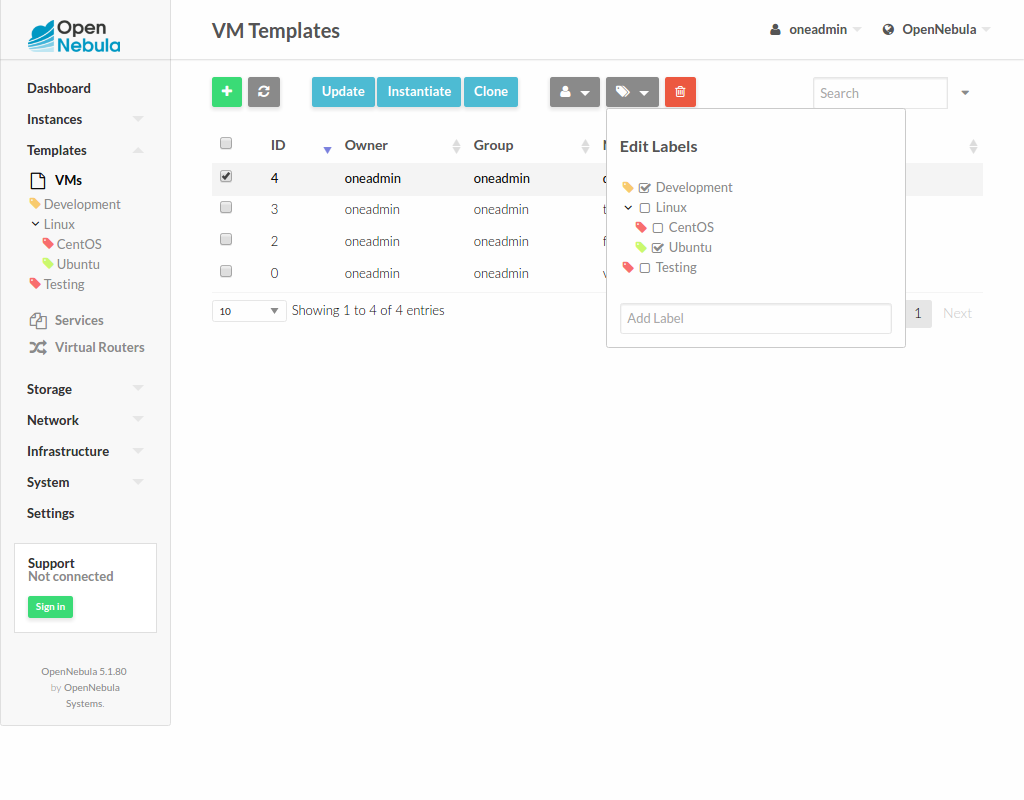 Open
Nebula
VM Templates
oneadmin
OpenNebula
Dashboard
Instances
Templates
VMs
Development
Linux
CentOS
Ubuntu
Testing
Services
Virtual Routers
Storage
Network
Infrastructure
System
Settings
Support
Not connected
Sign in
OpenNebula 5.1.80
by OpenNebula
Systems.
Update Instantiate Clone
Search
ID Owner Group
4 oneadmin oneadmin
3 oneadmin oneadmin
2 oneadmin oneadmin
0 oneadmin oneadmin
10 Showing 1 to 4 of 4 entries
1 Next
Edit Labels
Development
Linux
CentOS
Ubuntu
Testing
Add Label